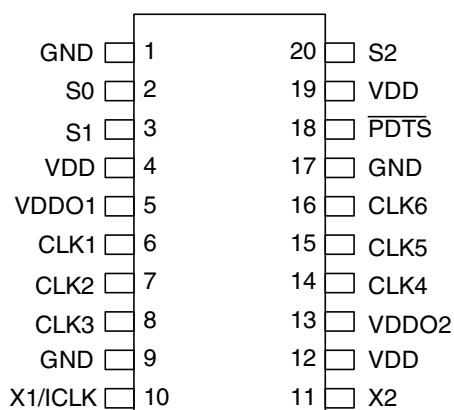 GND 1 20 S2
S0 2 19 VDD
S1 3 18 PDTS
VDD 4 17 GND
VDDO1 5 16 CLK6
CLK1 6 15 CLK5
CLK2 7 14 CLK4
CLK3 8 13 VDDO2
GND 9 12 VDD
X1/ICLK 10 11 X2